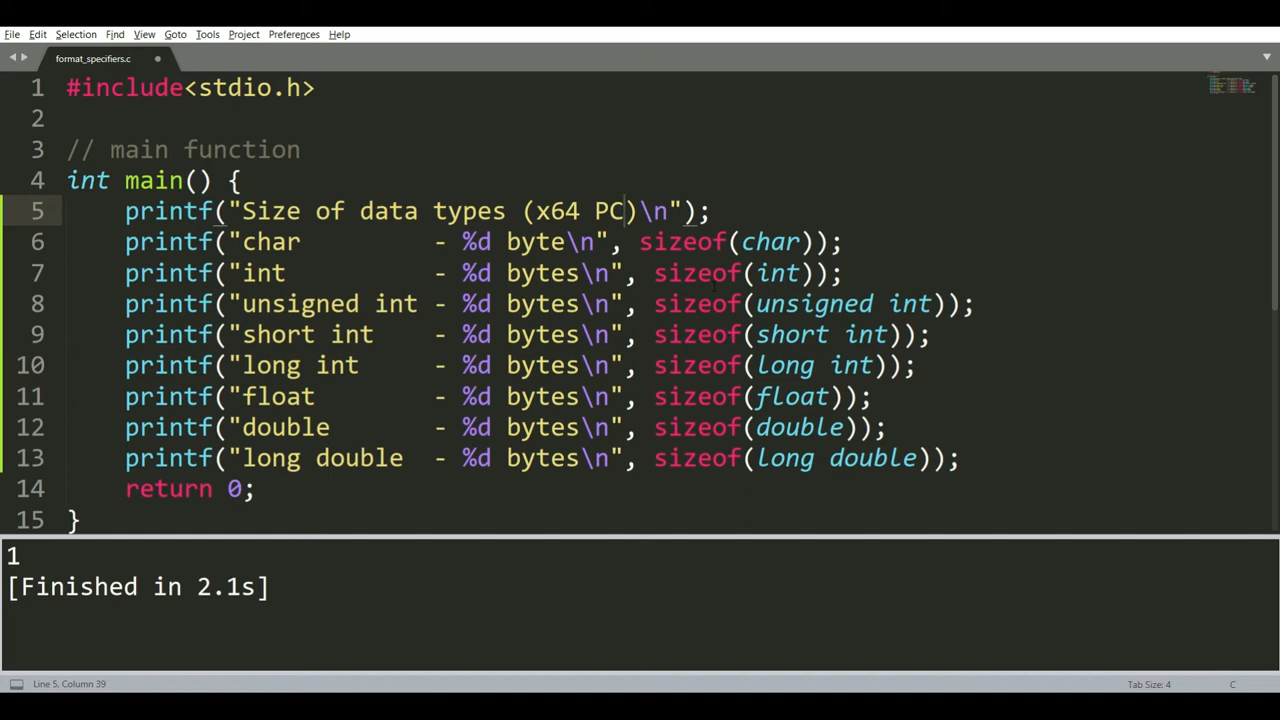 File Edit Selection Find View Goto Tools Project Preferences Help
format_specifiers.c
1 #include<stdio.h>
2
3 // main function
4 int main() {
5     printf("Size of data types (x64 PC)\n");
6     printf("char         - %d byte\n", sizeof(char));
7     printf("int          - %d bytes\n", sizeof(int));
8     printf("unsigned int - %d bytes\n", sizeof(unsigned int));
9     printf("short int    - %d bytes\n", sizeof(short int));
10     printf("long int     - %d bytes\n", sizeof(long int));
11     printf("float        - %d bytes\n", sizeof(float));
12     printf("double       - %d bytes\n", sizeof(double));
13     printf("long double  - %d bytes\n", sizeof(long double));
14     return 0;
15 }
1
[Finished in 2.1s]
Line 5, Column 39 Tab Size: 4 C